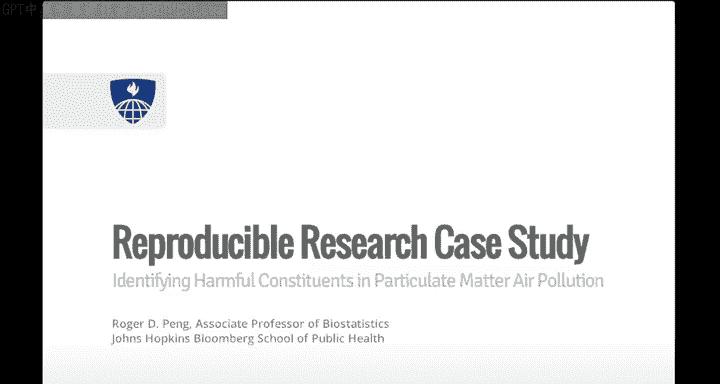 Reproducible Research Case Study
Identifying Harmful Constituents in Particulate Matter Air Pollution
Roger D. Peng, Associate Professor of Biostatistics
Johns Hopkins Bloomberg School of Public Health